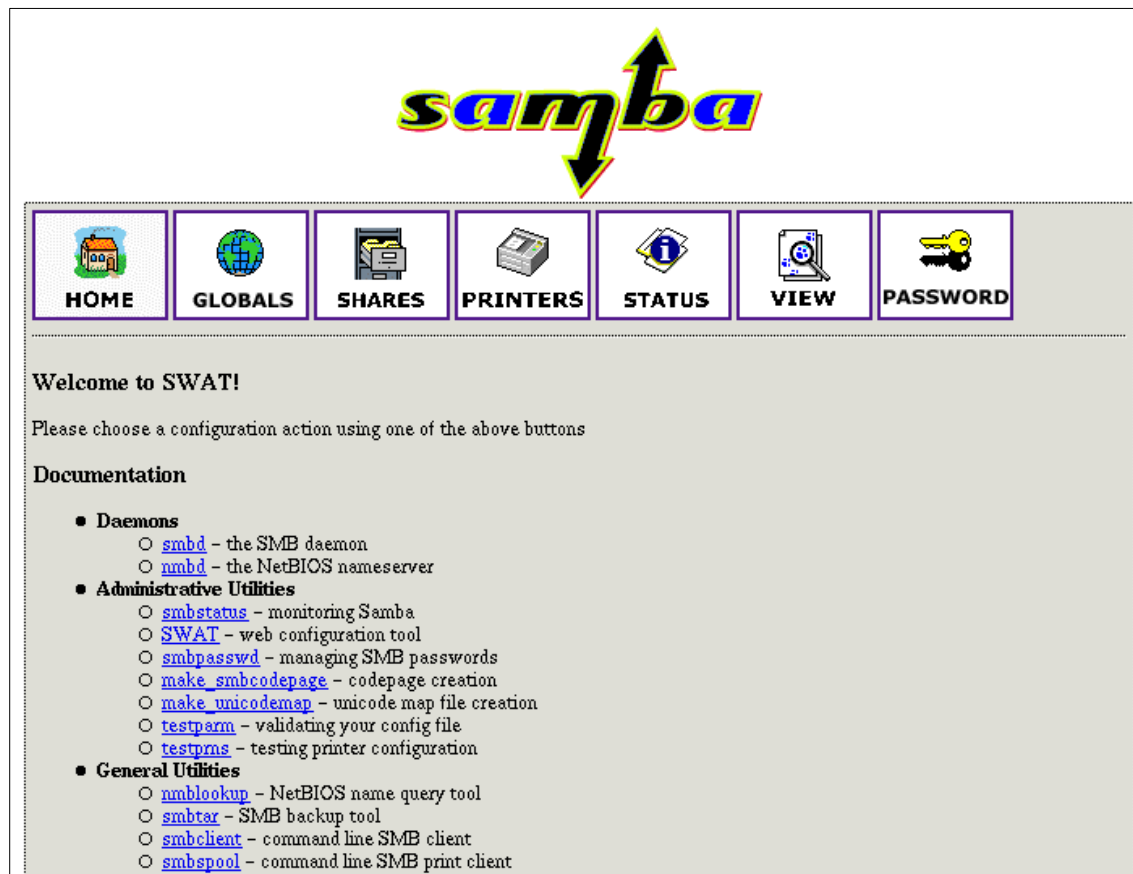 samba
HOME GLOBALS SHARES PRINTERS STATUS VIEW PASSWORD
Welcome to SWAT!
Please choose a configuration action using one of the above buttons
Documentation
Daemons
smbd – the SMB daemon
nmbd – the NetBIOS nameserver
Administrative Utilities
smbstatus – monitoring Samba
SWAT – web configuration tool
smbpasswd – managing SMB passwords
make_smbcodepage – codepage creation
make_unicodemap – unicode map file creation
testparm – validating your config file
testprns – testing printer configuration
General Utilities
nmblookup – NetBIOS name query tool
smbtar – SMB backup tool
smbclient – command line SMB client
smbspool – command line SMB print client